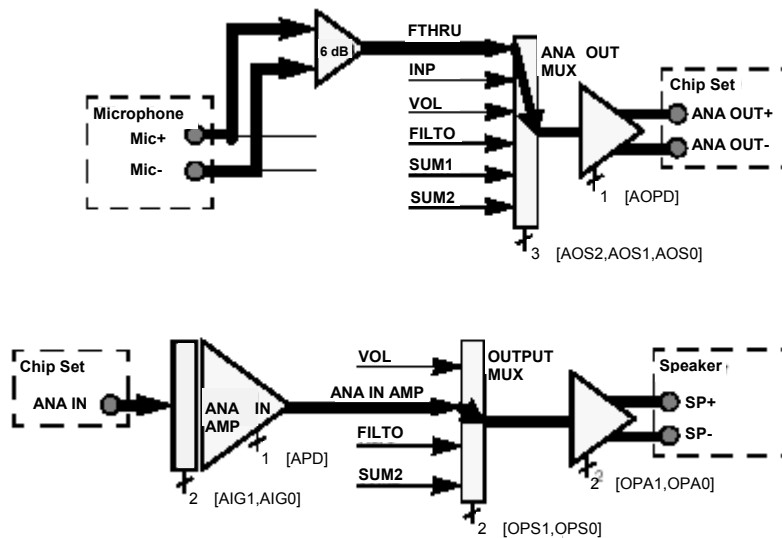 6 dB
FTHRU
ANA OUT
MUX
INP
VOL
FILTO
SUM1
SUM2
Microphone
Mic+
Mic-
Chip Set
ANA OUT+
ANA OUT-
1 [AOPD]
3 [AOS2,AOS1,AOS0]
Chip Set
ANA IN
ANA IN
AMP
1 [APD]
2 [AIG1,AIG0]
VOL
ANA IN AMP
FILTO
SUM2
OUTPUT
MUX
2 [OPS1,OPS0]
Speaker
SP+
SP-
2 [OPA1,OPA0]
2